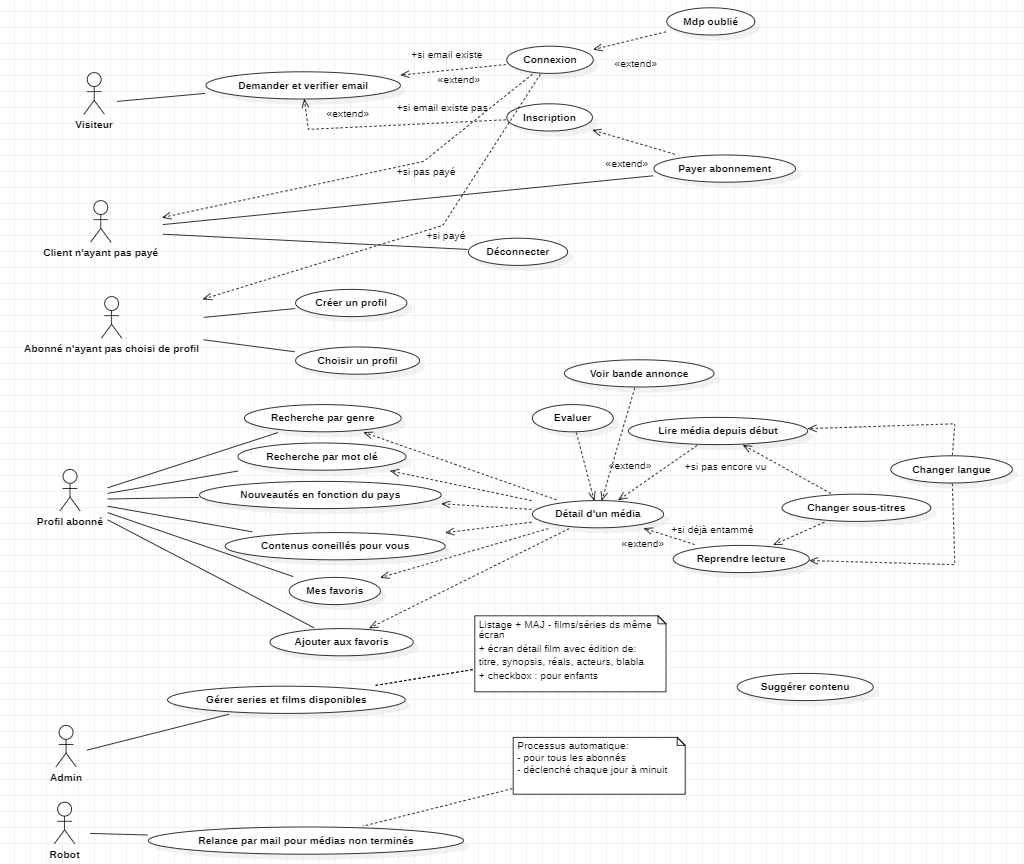 Mdp oublié
+si email existe
Connexion
«extend»
Demander et verifier email
«extend»
«extend»
+si email existe pas
Inscription
Visiteur
«extend»
Payer abonnement
+si pas payé
Client n'ayant pas payé
+si payé
Déconnecter
Créer un profil
Abonné n'ayant pas choisi de profil
Choisir un profil
Voir bande annonce
Recherche par genre
Evaluer
Lire média depuis début
Recherche par mot clé
«extend»
+si pas encore vu
Changer langue
Nouveautés en fonction du pays
Profil abonné
Détail d'un média
Changer sous-titres
+si déjà entammé
Contenus coneillés pour vous
«extend»
Reprendre lecture
Mes favoris
Ajouter aux favoris
Listage + MAJ - films/séries ds même
écran
+ écran détail film avec édition de:
titre, synopsis, réals, acteurs, blabla
+ checkbox : pour enfants
Suggérer contenu
Gérer series et films disponibles
Admin
Processus automatique:
- pour tous les abonnés
- déclenché chaque jour à minuit
Relance par mail pour médias non terminés
Robot